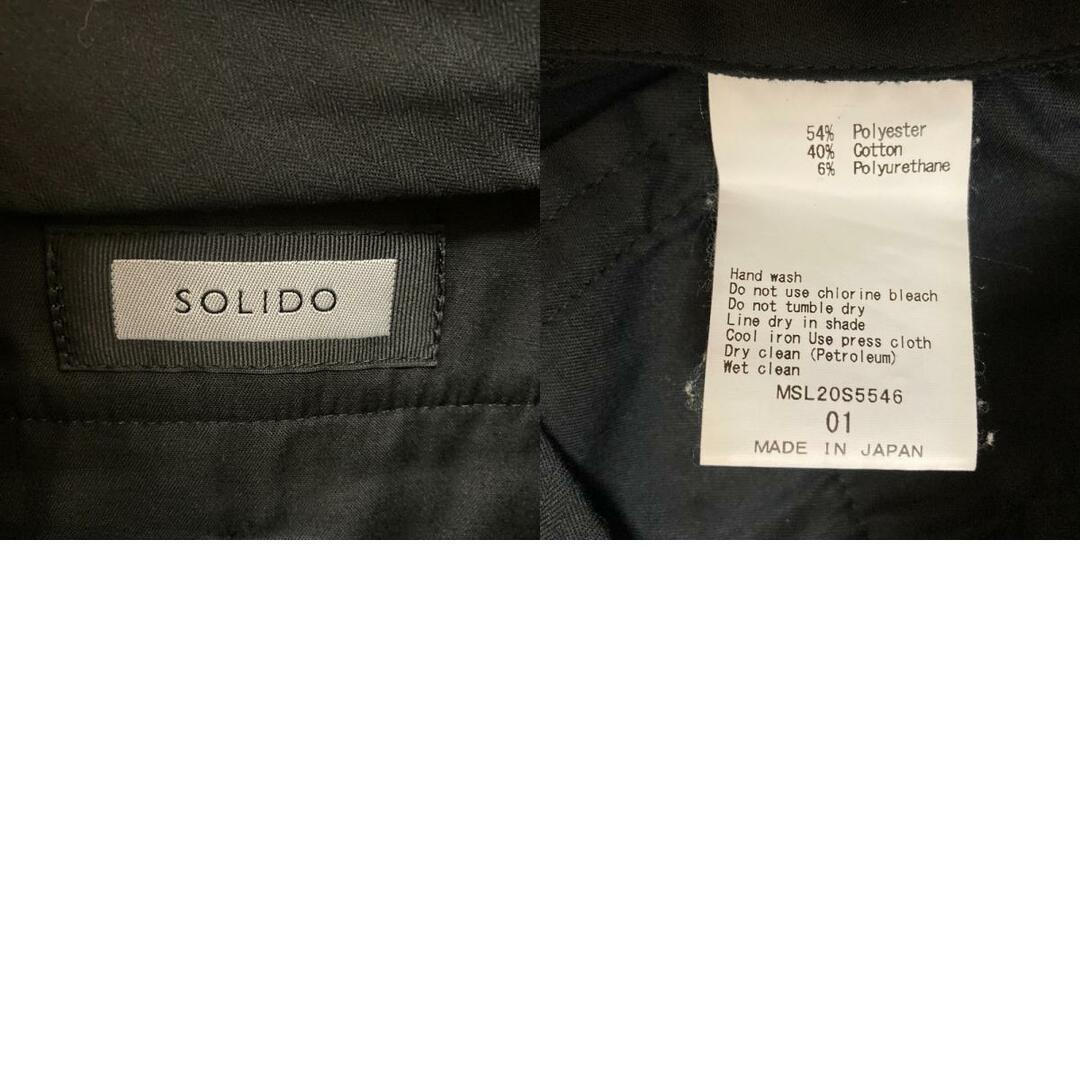 SOLIDO
54% Polyester
40% Cotton
6% Polyurethane
Hand wash
Do not use chlorine bleach
Do not tumble dry
Line dry in shade
Cool iron Use press cloth
Dry clean (Petroleum)
Wet clean
MSL20S5546
01
MADE IN JAPAN